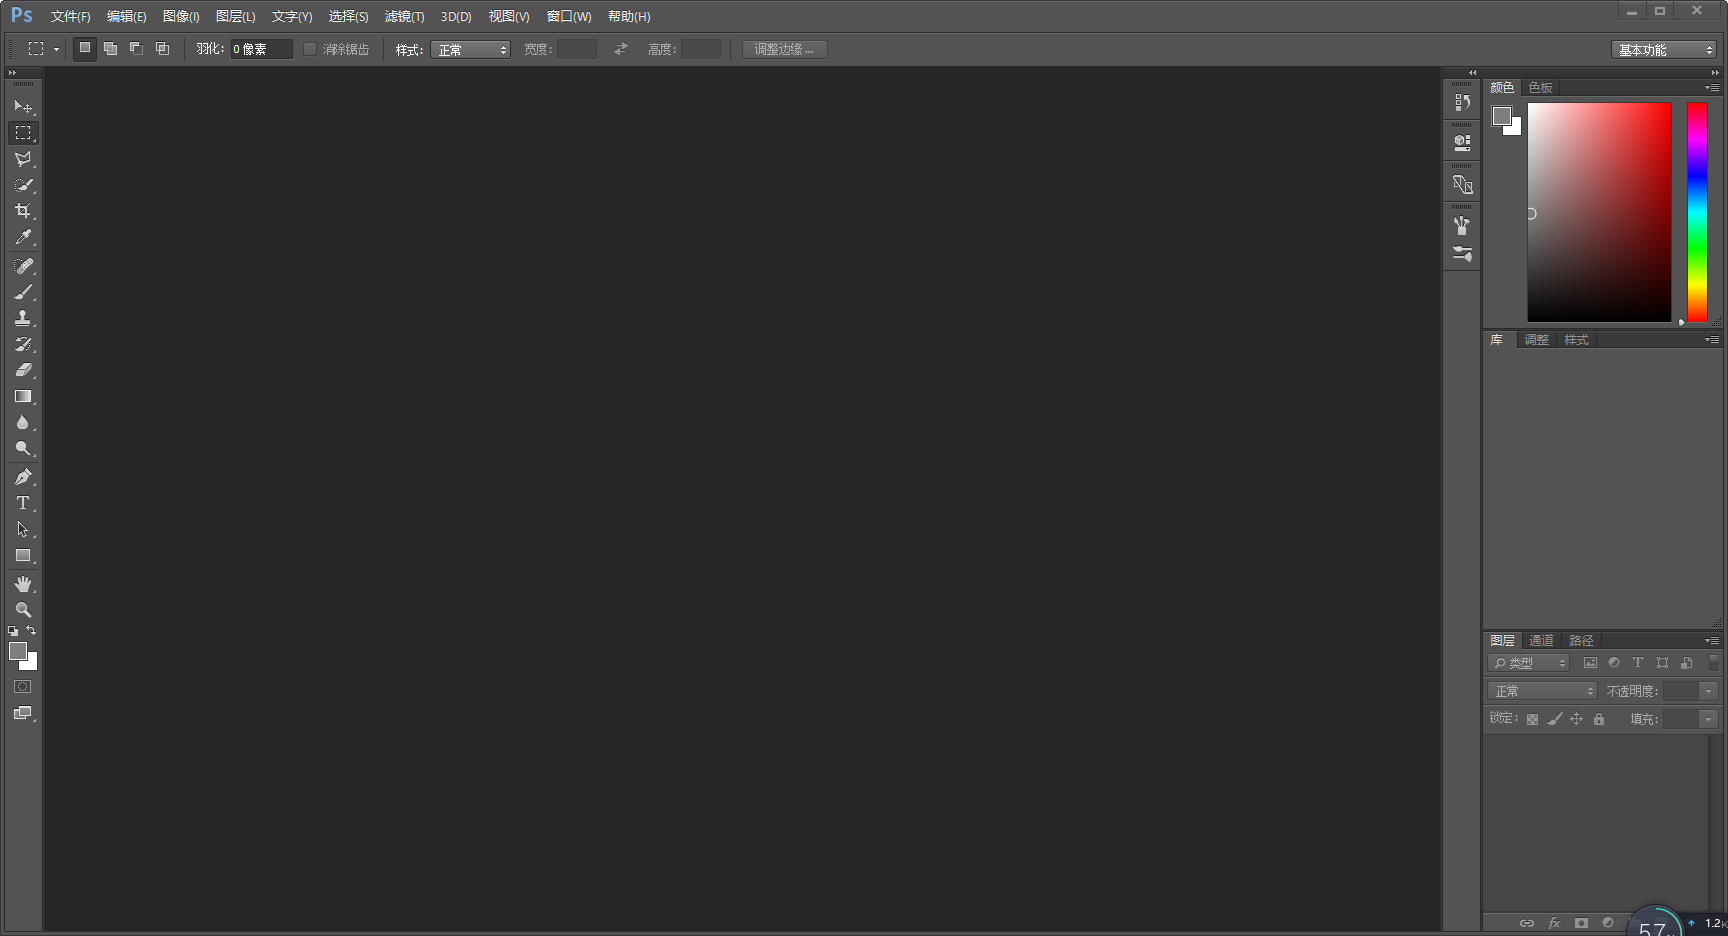 Ps 文件(F) 编辑(E) 图像(I) 图层(L) 文字(Y) 选择(S) 滤镜(T) 3D(D) 视图(V) 窗口(W) 帮助(H)
羽化: 0 像素 消除锯齿 样式: 正常 宽度: 高度: 调整边缘... 基本功能
颜色 色板
库 调整 样式
图层 通道 路径
类型 T
正常 不透明度:
锁定: 填充:
T
fx 57 1.2